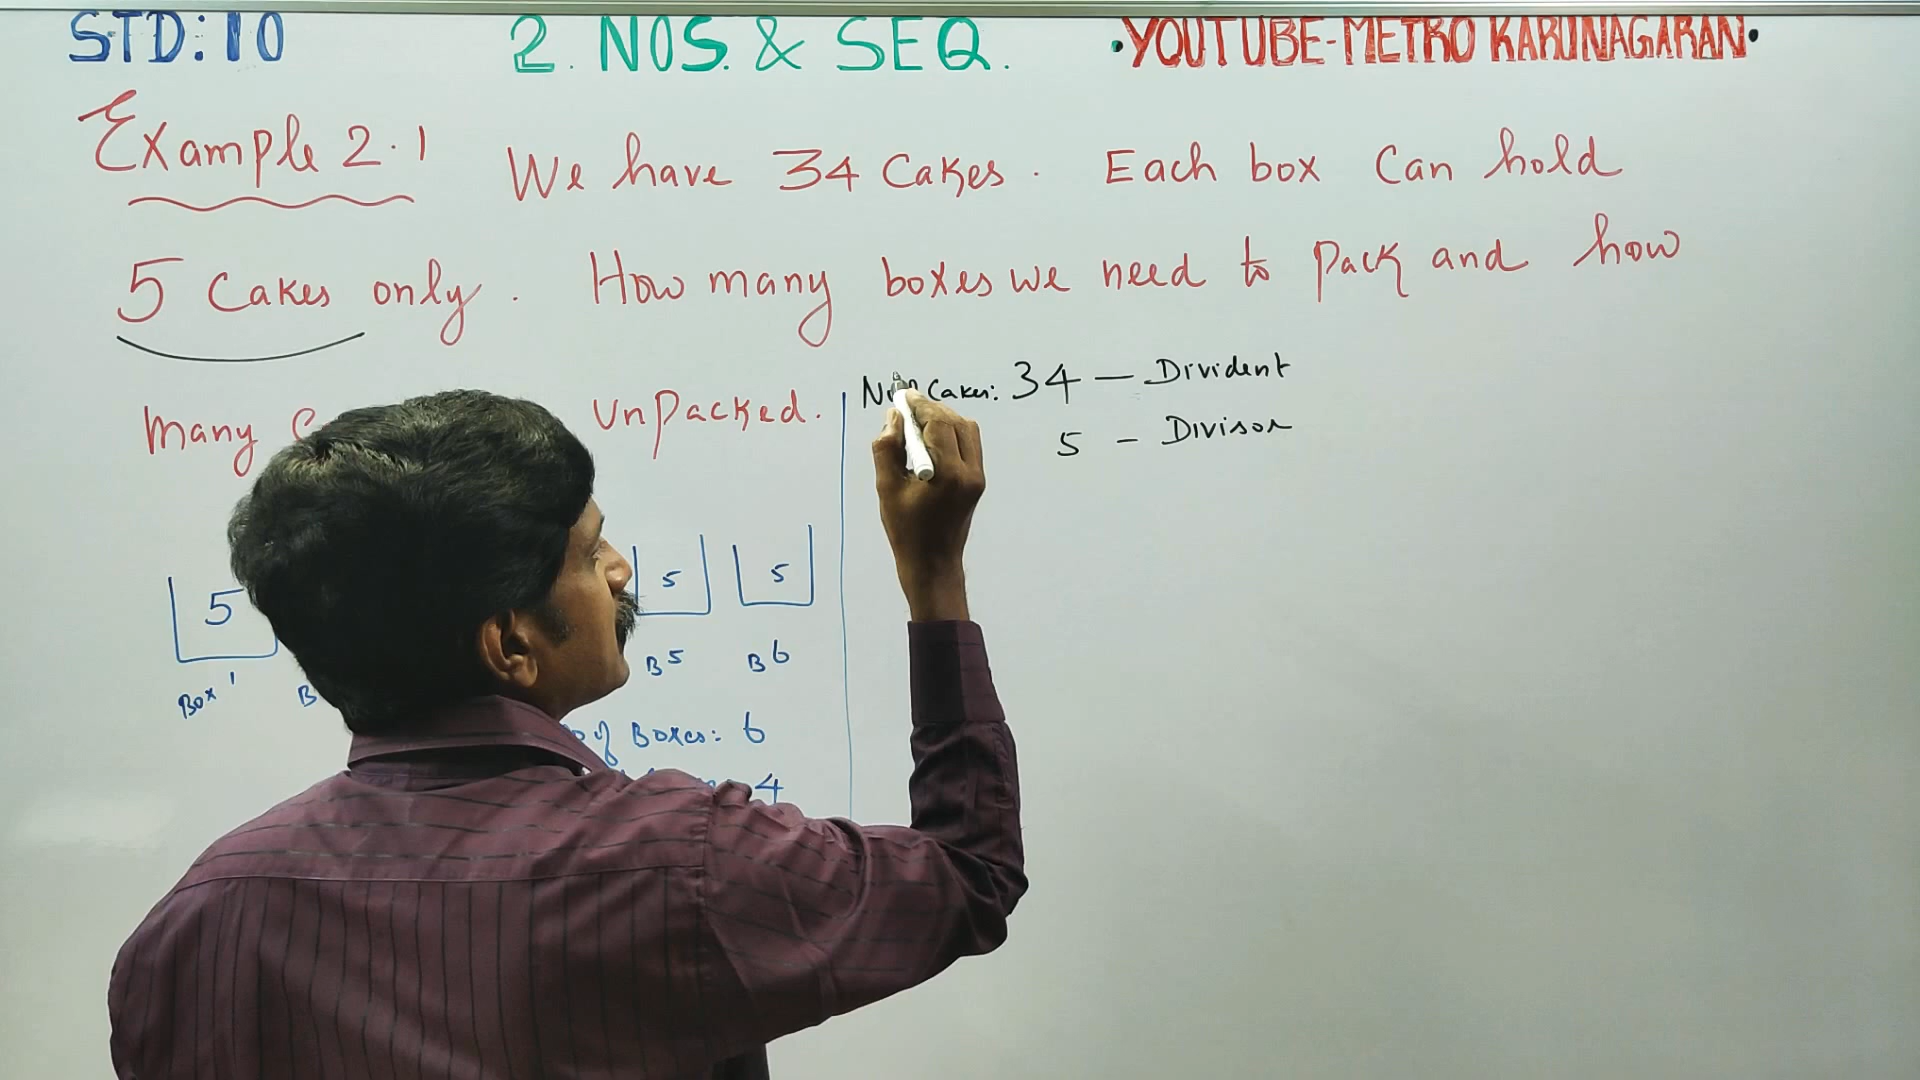 STD: 10
2. NOS. & SEQ.
•YOUTUBE-METRO KARUNAGARAN•
Example 2.1 We have 34 Cakes. Each box Can hold
5 Cakes only. How many boxes we need to Pack and how
many unpacked.
Cakes: 34 — Divident
5 - Divisor
5
5
5
Box 1
B
B5
B6
of Boxes: 6
4